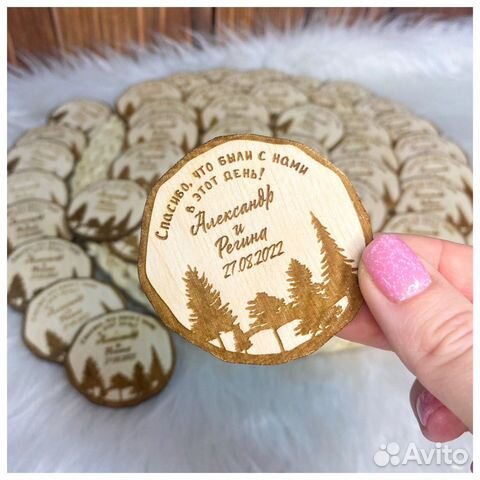 Спасибо, что были с нами
в этот день!
Александр
и
Регина
27.08.2022
Avito